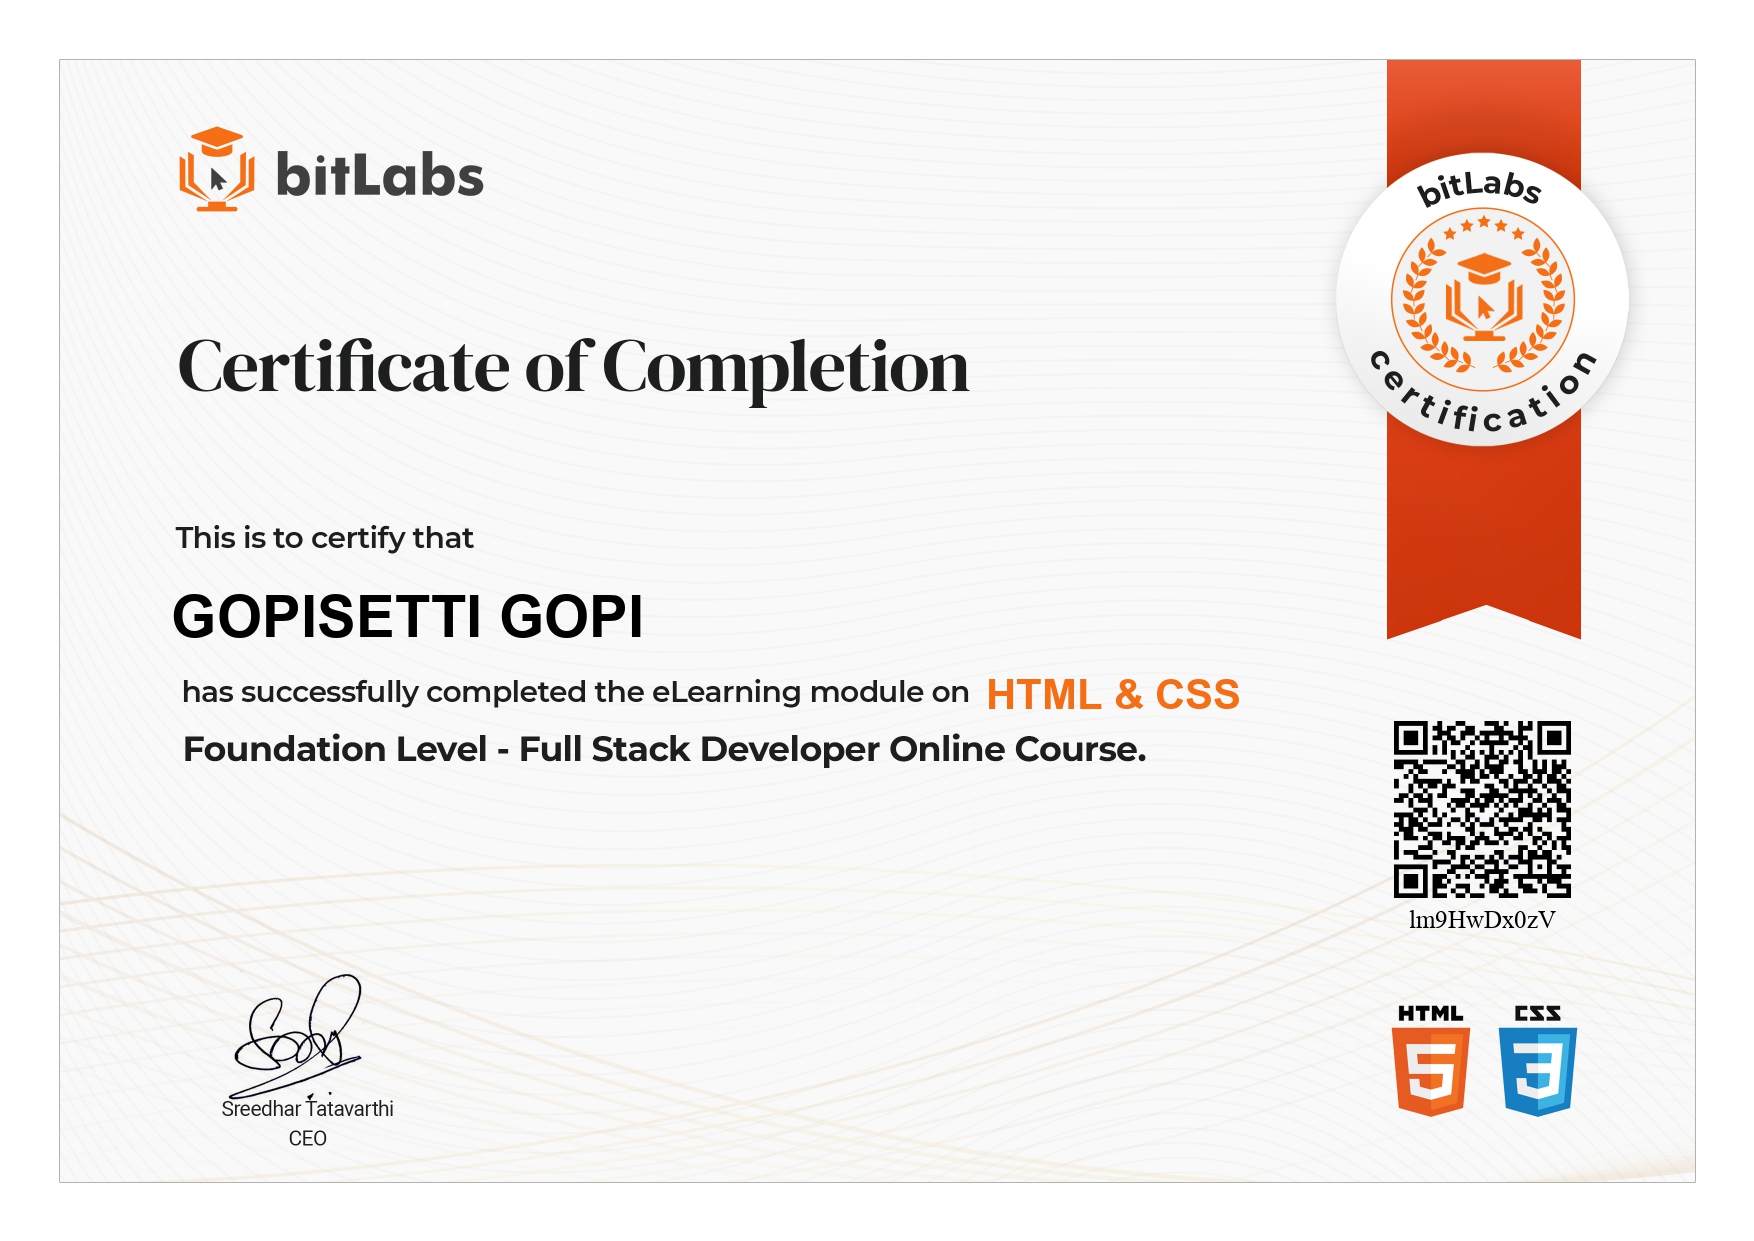 bitLabs
bitLabs
certification
Certificate of Completion
This is to certify that
GOPISETTI GOPI
has successfully completed the eLearning module on HTML & CSS
Foundation Level - Full Stack Developer Online Course.
lm9HwDx0zV
HTML CSS
5 3
Sreedhar Tatavarthi
CEO